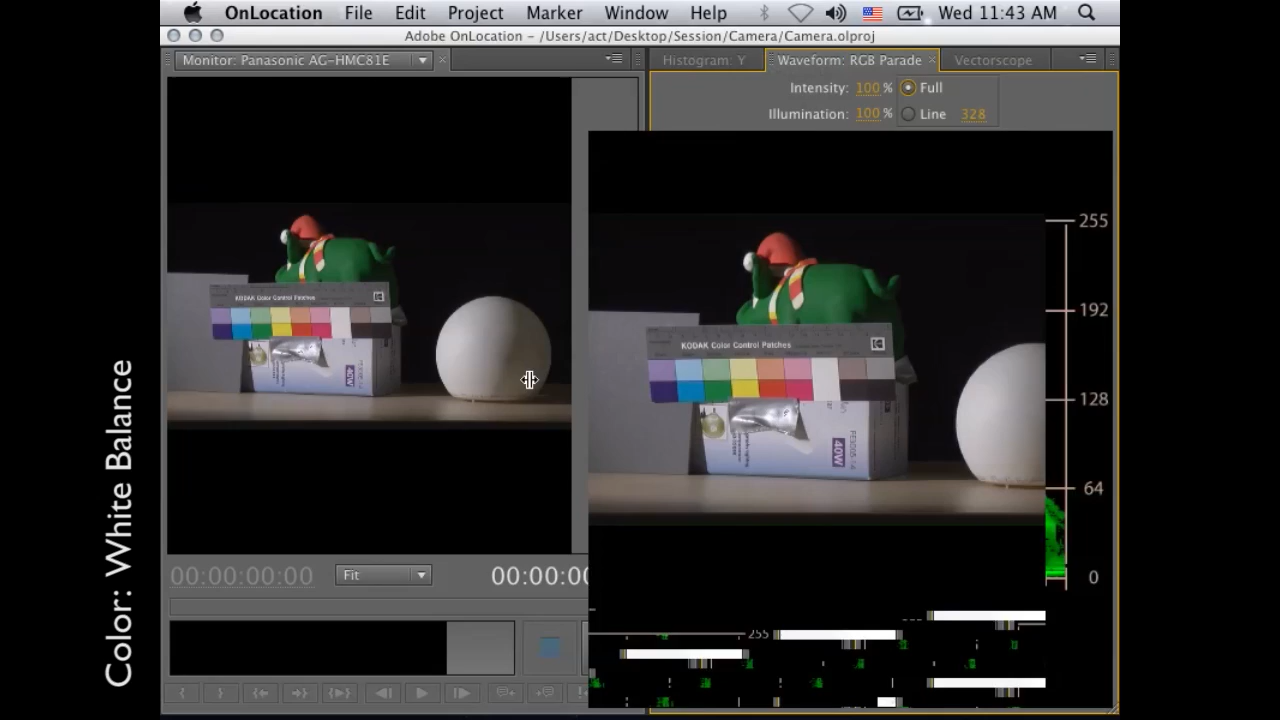 OnLocation File Edit Project Marker Window Help Wed 11:43 AM
Adobe OnLocation – /Users/act/Desktop/Session/Camera/Camera.olproj
Monitor: Panasonic AG-HMC81E
Histogram: Y
Waveform: RGB Parade
Vectorscope
Intensity: 100 % Full
Illumination: 100 % Line 328
KODAK Color Control Patches
40W
KODAK Color Control Patches
40W
255
192
128
64
0
00:00:00:00
Fit
00:00:00
255
Color: White Balance